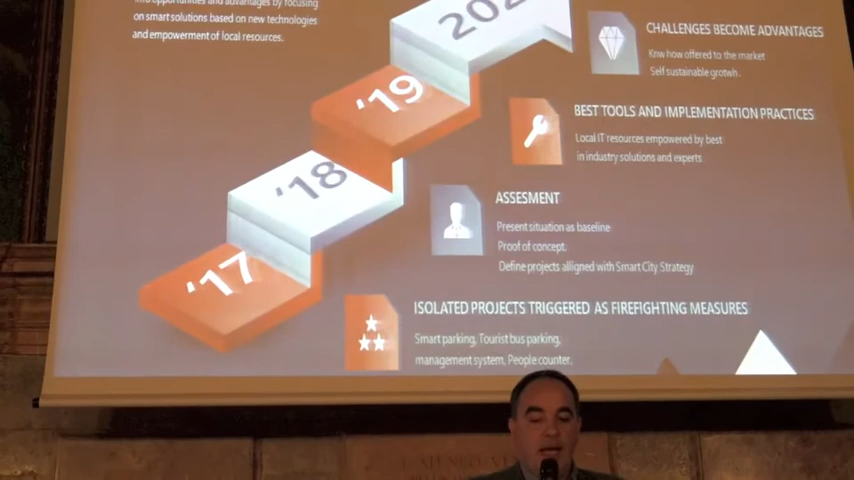 into opportunities and advantages by focusing
on smart solutions based on new technologies
and empowerment of local resources.
CHALLENGES BECOME ADVANTAGES
Knw how offered to the market
Self sustainable grotwh.
'19
BEST TOOLS AND IMPLEMENTATION PRACTICES
Local IT resources empowered by best
in industry solutions and experts
'18
ASSESMENT
Present situation as baseline
Proof of concept.
Define projects alligned with Smart City Strategy
'17
ISOLATED PROJECTS TRIGGERED AS FIREFIGHTING MEASURES
Smart parking, Tourist bus parking,
management system, People counter.